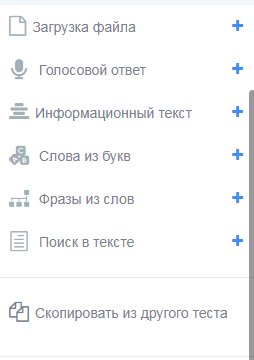 Загрузка файла
Голосовой ответ
Информационный текст
Слова из букв
Фразы из слов
Поиск в тексте
Скопировать из другого теста